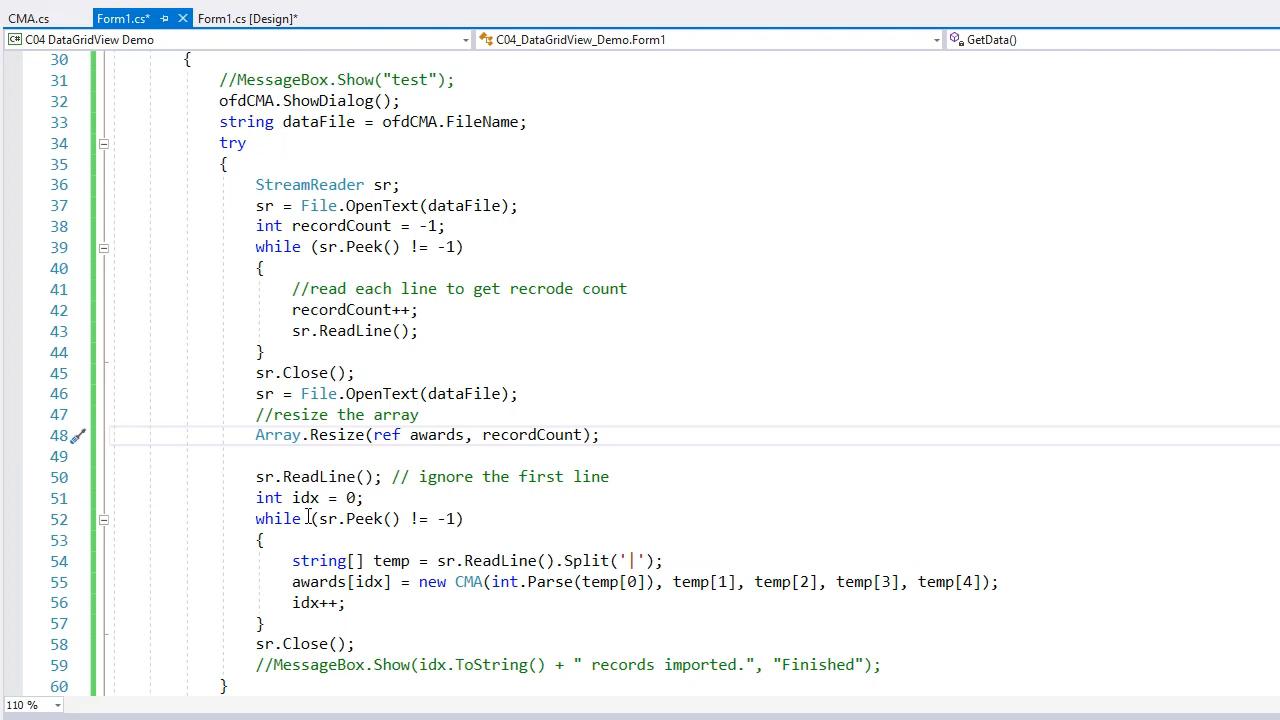 CMA.cs Form1.cs* Form1.cs [Design]*
C# C04 DataGridView Demo C04_DataGridView_Demo.Form1 GetData()
30 {
31 //MessageBox.Show("test");
32 ofdCMA.ShowDialog();
33 string dataFile = ofdCMA.FileName;
34 try
35 {
36 StreamReader sr;
37 sr = File.OpenText(dataFile);
38 int recordCount = -1;
39 while (sr.Peek() != -1)
40 {
41 //read each line to get recrode count
42 recordCount++;
43 sr.ReadLine();
44 }
45 sr.Close();
46 sr = File.OpenText(dataFile);
47 //resize the array
48 Array.Resize(ref awards, recordCount);
49
50 sr.ReadLine(); // ignore the first line
51 int idx = 0;
52 while (sr.Peek() != -1)
53 {
54 string[] temp = sr.ReadLine().Split('|');
55 awards[idx] = new CMA(int.Parse(temp[0]), temp[1], temp[2], temp[3], temp[4]);
56 idx++;
57 }
58 sr.Close();
59 //MessageBox.Show(idx.ToString() + " records imported.", "Finished");
60 }
110 %